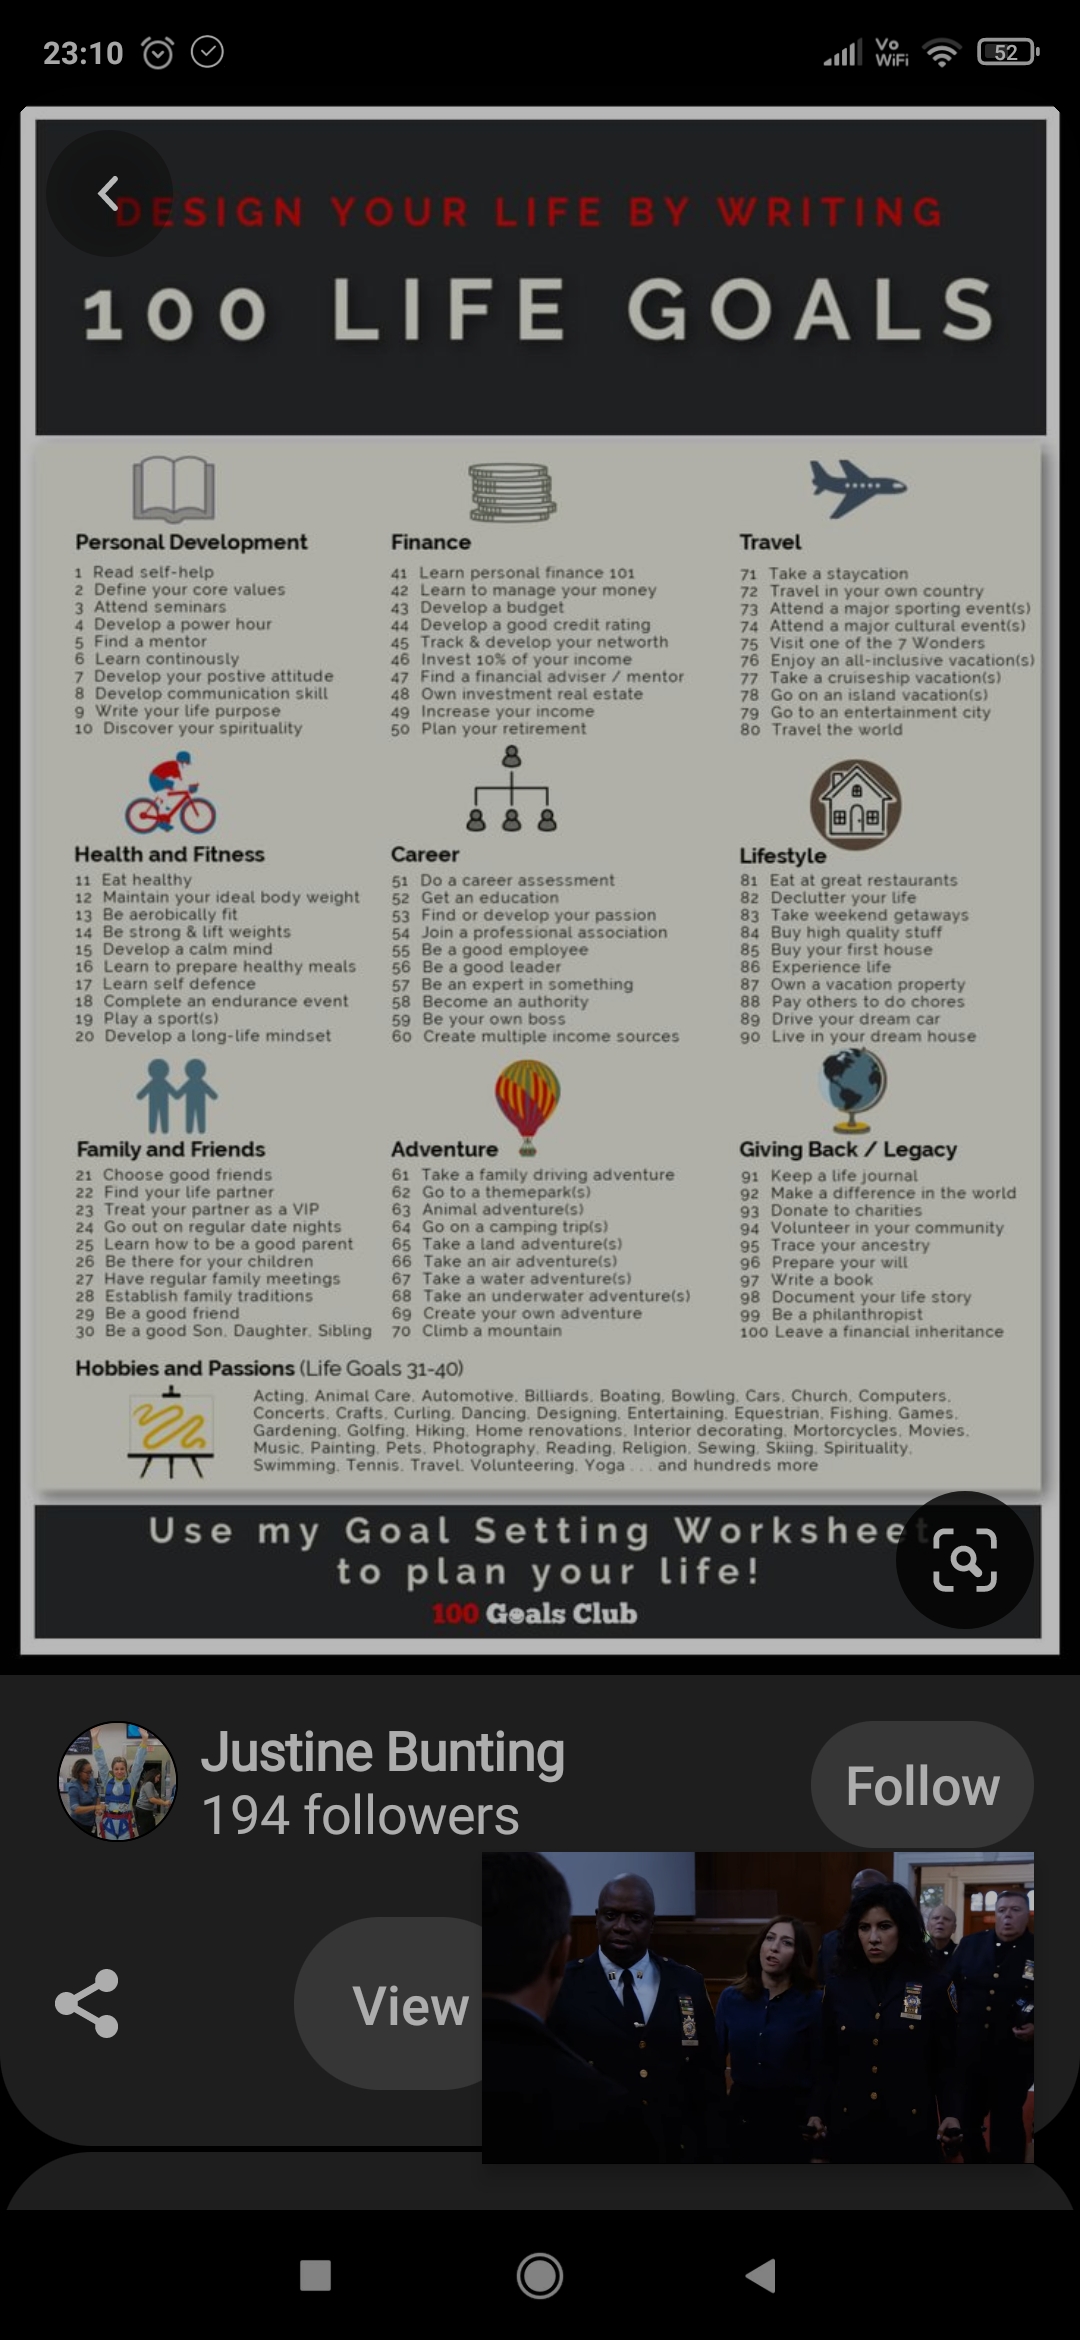 23:10
Vo
WiFi
52
DESIGN YOUR LIFE BY WRITING
100 LIFE GOALS
Personal Development
1 Read self-help
2 Define your core values
3 Attend seminars
4 Develop a power hour
5 Find a mentor
6 Learn continously
7 Develop your postive attitude
8 Develop communication skill
9 Write your life purpose
10 Discover your spirituality
Finance
41 Learn personal finance 101
42 Learn to manage your money
43 Develop a budget
44 Develop a good credit rating
45 Track & develop your networth
46 Invest 10% of your income
47 Find a financial adviser / mentor
48 Own investment real estate
49 Increase your income
50 Plan your retirement
Travel
71 Take a staycation
72 Travel in your own country
73 Attend a major sporting event(s)
74 Attend a major cultural event(s)
75 Visit one of the 7 Wonders
76 Enjoy an all-inclusive vacation(s)
77 Take a cruiseship vacation(s)
78 Go on an island vacation(s)
79 Go to an entertainment city
80 Travel the world
Health and Fitness
11 Eat healthy
12 Maintain your ideal body weight
13 Be aerobically fit
14 Be strong & lift weights
15 Develop a calm mind
16 Learn to prepare healthy meals
17 Learn self defence
18 Complete an endurance event
19 Play a sport(s)
20 Develop a long-life mindset
Career
51 Do a career assessment
52 Get an education
53 Find or develop your passion
54 Join a professional association
55 Be a good employee
56 Be a good leader
57 Be an expert in something
58 Become an authority
59 Be your own boss
60 Create multiple income sources
Lifestyle
81 Eat at great restaurants
82 Declutter your life
83 Take weekend getaways
84 Buy high quality stuff
85 Buy your first house
86 Experience life
87 Own a vacation property
88 Pay others to do chores
89 Drive your dream car
90 Live in your dream house
Family and Friends
21 Choose good friends
22 Find your life partner
23 Treat your partner as a VIP
24 Go out on regular date nights
25 Learn how to be a good parent
26 Be there for your children
27 Have regular family meetings
28 Establish family traditions
29 Be a good friend
30 Be a good Son, Daughter, Sibling
Adventure
61 Take a family driving adventure
62 Go to a themepark(s)
63 Animal adventure(s)
64 Go on a camping trip(s)
65 Take a land adventure(s)
66 Take an air adventure(s)
67 Take a water adventure(s)
68 Take an underwater adventure(s)
69 Create your own adventure
70 Climb a mountain
Giving Back / Legacy
91 Keep a life journal
92 Make a difference in the world
93 Donate to charities
94 Volunteer in your community
95 Trace your ancestry
96 Prepare your will
97 Write a book
98 Document your life story
99 Be a philanthropist
100 Leave a financial inheritance
Hobbies and Passions (Life Goals 31-40)
Acting, Animal Care, Automotive, Billiards, Boating, Bowling, Cars, Church, Computers,
Concerts, Crafts, Curling, Dancing, Designing, Entertaining, Equestrian, Fishing, Games,
Gardening, Golfing, Hiking, Home renovations, Interior decorating, Mortorcycles, Movies,
Music, Painting, Pets, Photography, Reading, Religion, Sewing, Skiing, Spirituality,
Swimming, Tennis, Travel, Volunteering, Yoga . . . and hundreds more
Use my Goal Setting Worksheet
to plan your life!
100 Goals Club
Justine Bunting
194 followers
Follow
View